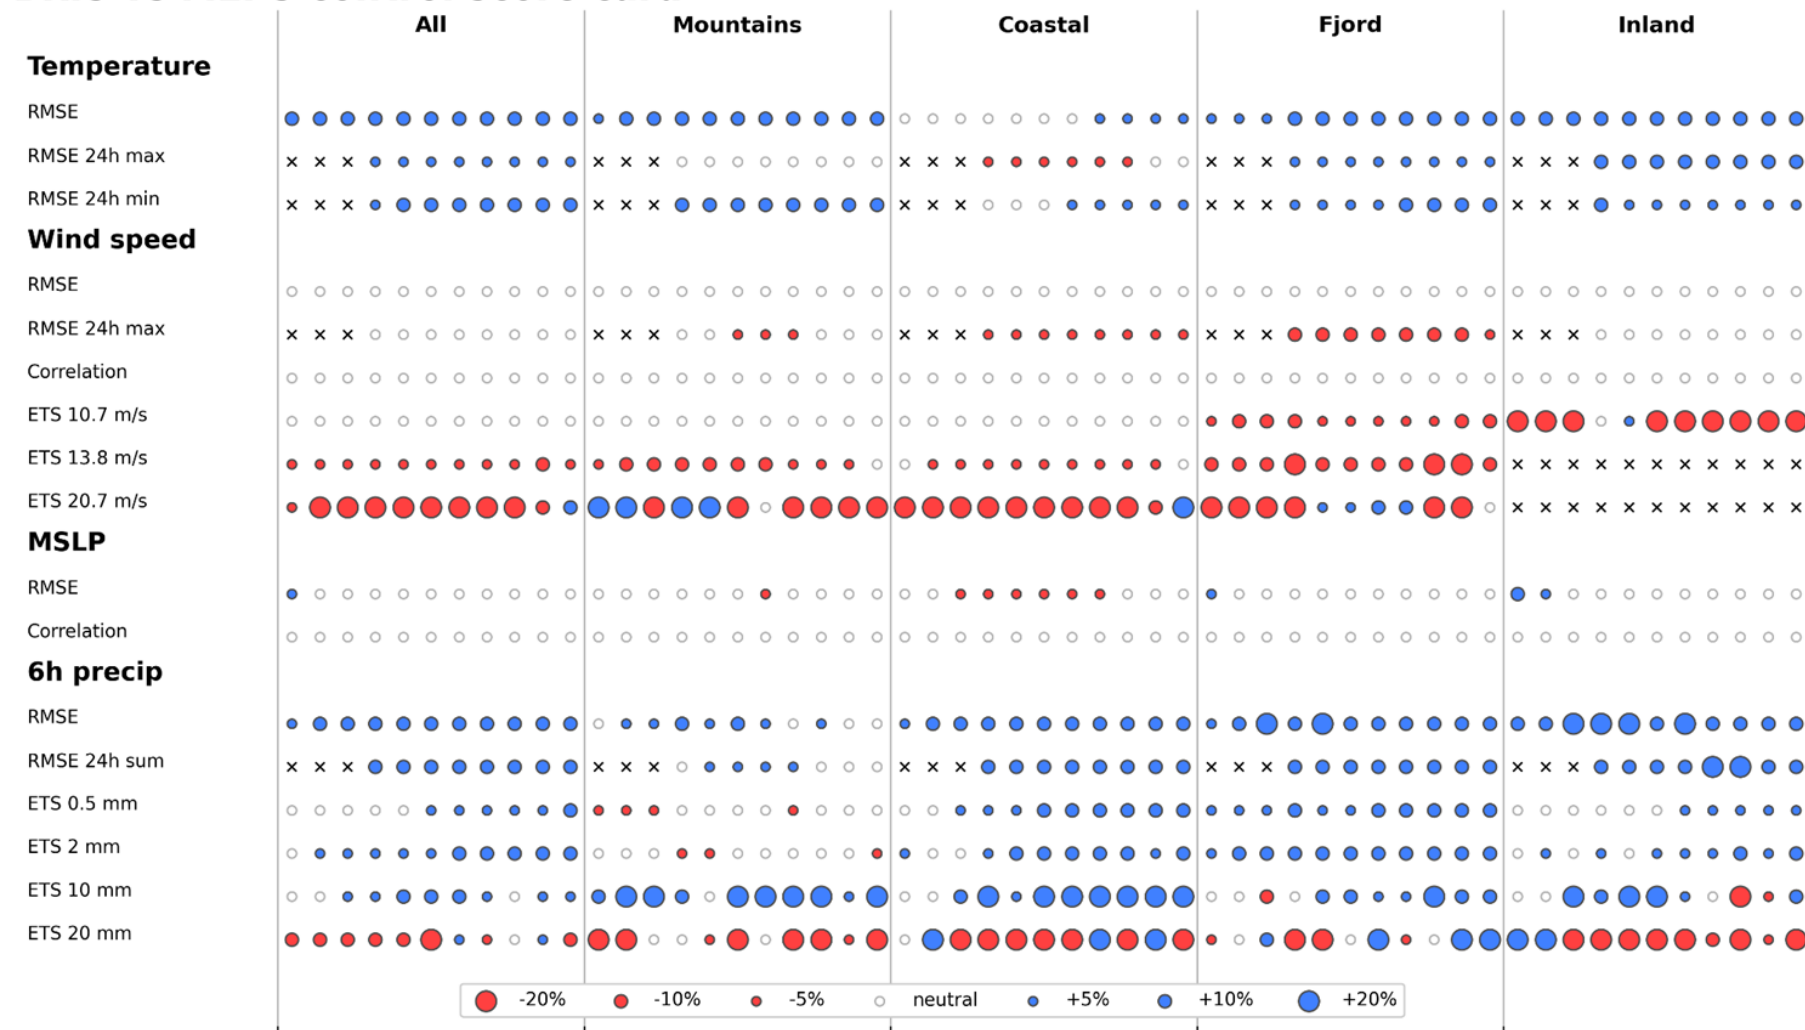 All Mountains Coastal Fjord Inland
Temperature
RMSE
RMSE 24h max
RMSE 24h min
Wind speed
RMSE
RMSE 24h max
Correlation
ETS 10.7 m/s
ETS 13.8 m/s
ETS 20.7 m/s
MSLP
RMSE
Correlation
6h precip
RMSE
RMSE 24h sum
ETS 0.5 mm
ETS 2 mm
ETS 10 mm
ETS 20 mm
-20% -10% -5% neutral +5% +10% +20%